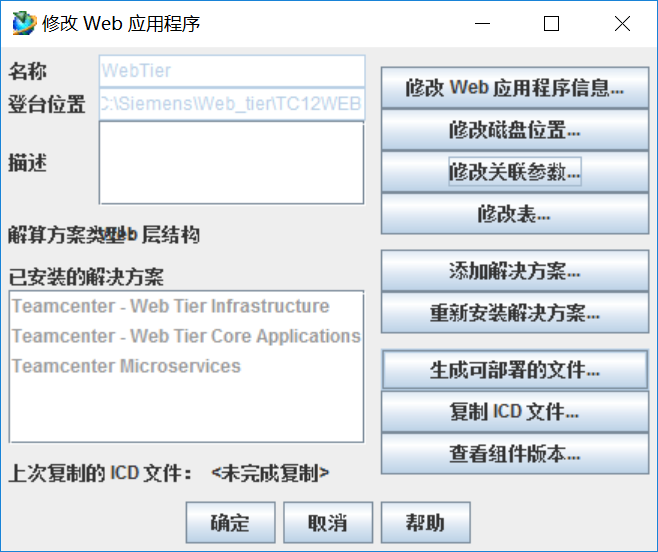 修改 Web 应用程序
名称
WebTier
登台位置
C:\Siemens\Web_tier\TC12WEB
描述
解算方案类型 层结构
已安装的解决方案
Teamcenter - Web Tier Infrastructure
Teamcenter - Web Tier Core Applications
Teamcenter Microservices
上次复制的 ICD 文件： <未完成复制>
修改 Web 应用程序信息...
修改磁盘位置...
修改关联参数...
修改表...
添加解决方案...
重新安装解决方案...
生成可部署的文件...
复制 ICD 文件...
查看组件版本...
确定
取消
帮助